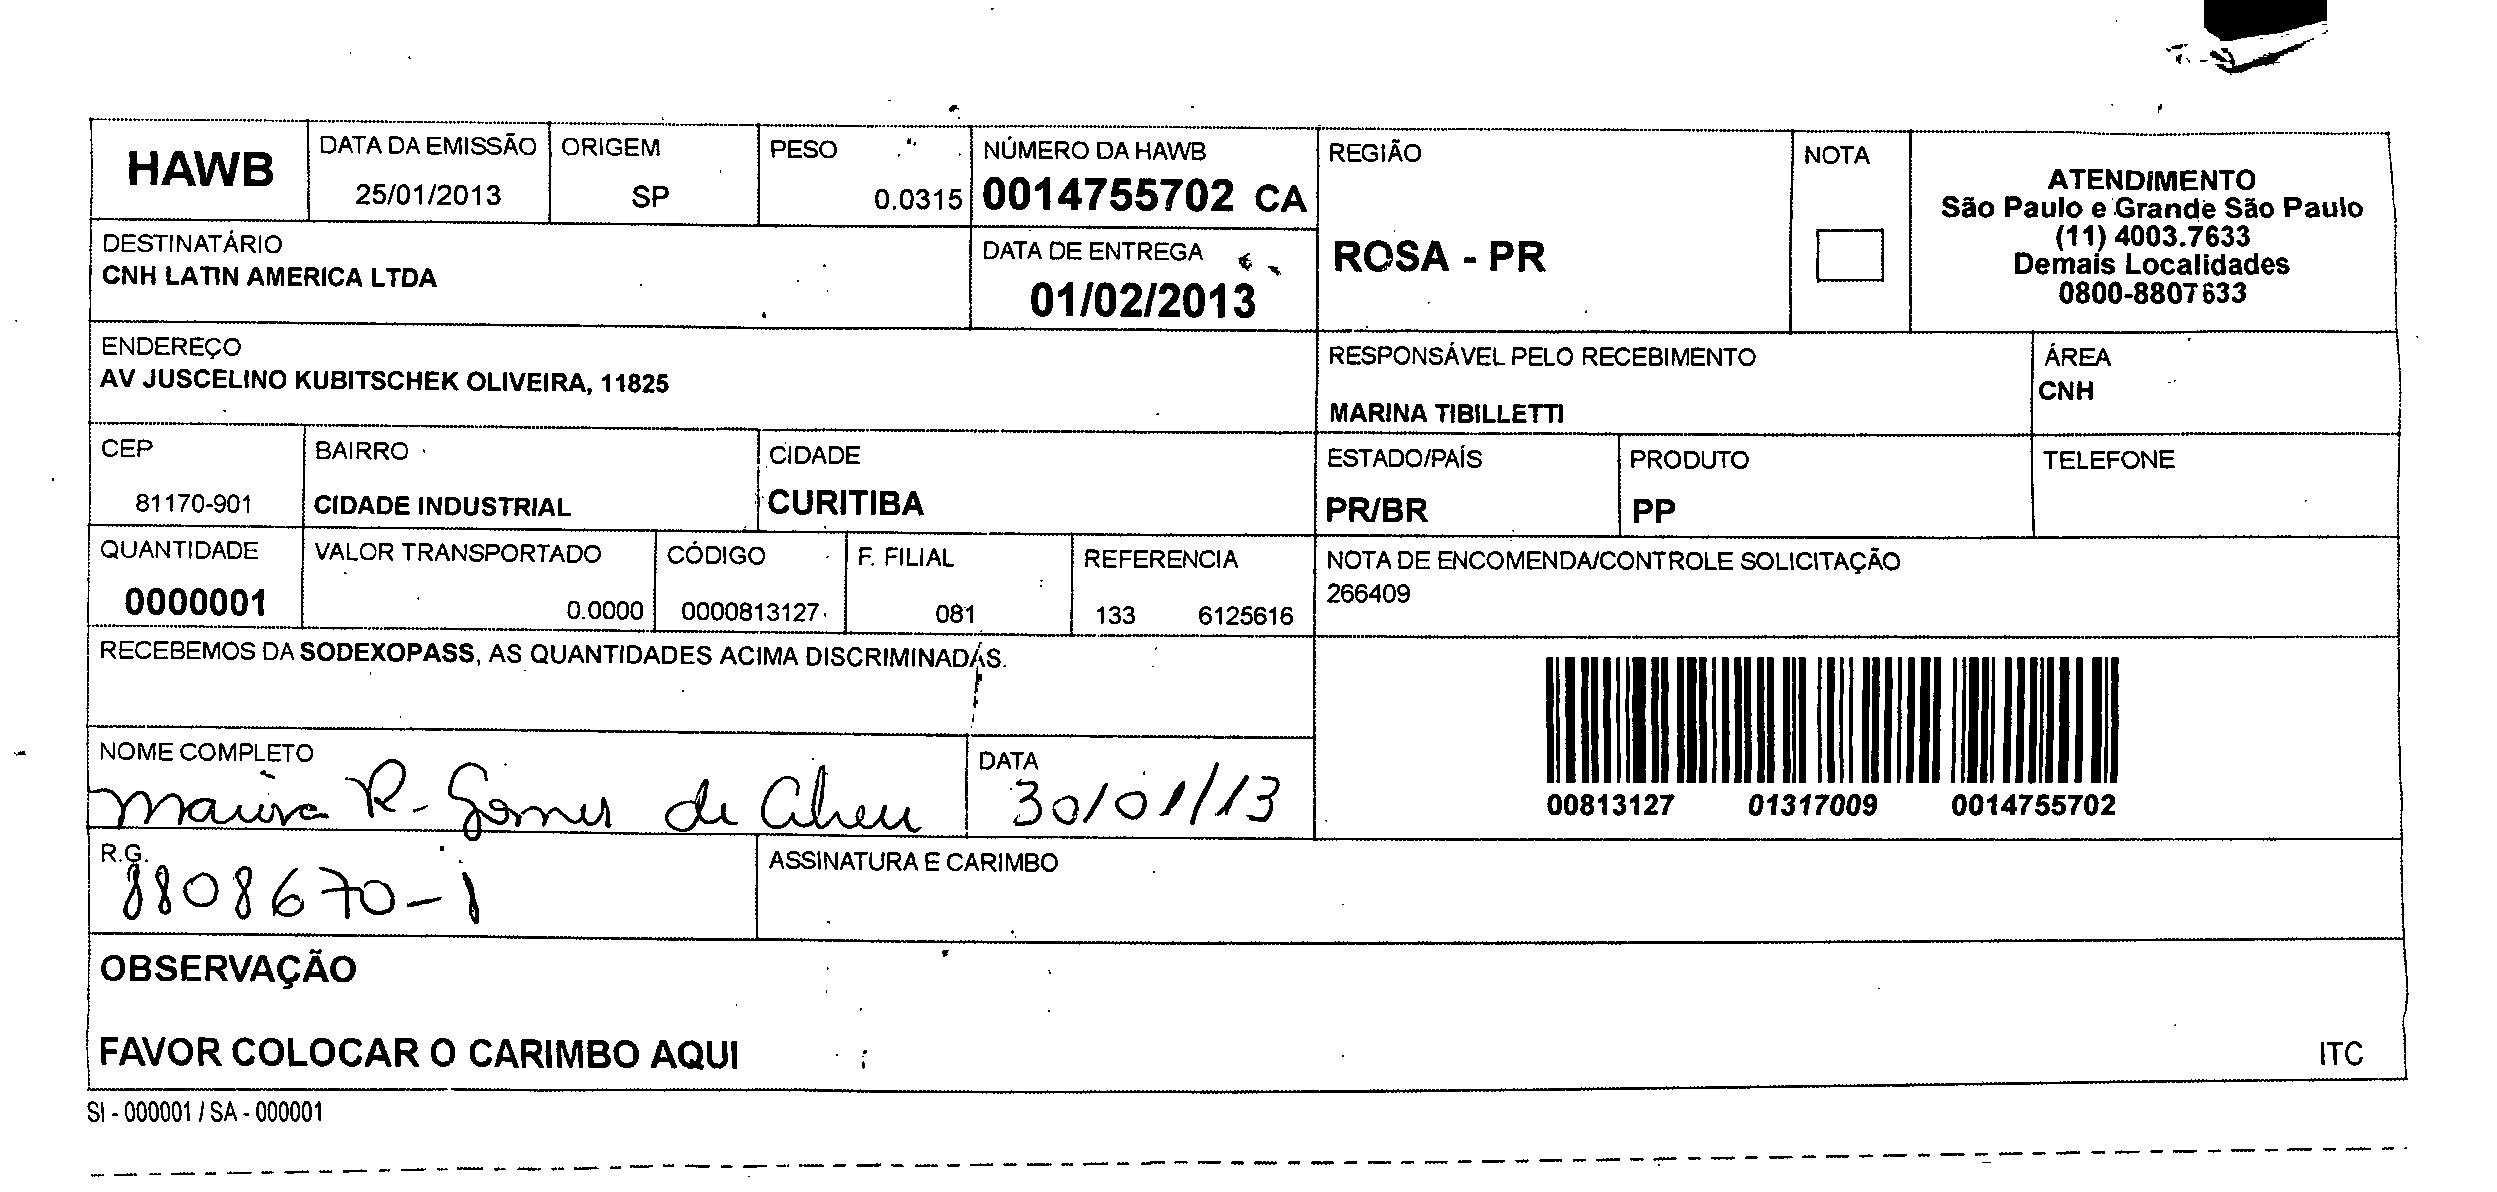 HAWB
DATA DA EMISSÃO
25/01/2013
ORIGEM
SP
PESO
0.0315
NÚMERO DA HAWB
0014755702 CA
REGIÃO
ROSA - PR
NOTA
ATENDIMENTO
São Paulo e Grande São Paulo
(11) 4003.7633
Demais Localidades
0800-8807633
DESTINATÁRIO
CNH LATIN AMERICA LTDA
DATA DE ENTREGA
01/02/2013
ENDEREÇO
AV JUSCELINO KUBITSCHEK OLIVEIRA, 11825
RESPONSÁVEL PELO RECEBIMENTO
MARINA TIBILLETTI
ÁREA
CNH
CEP
81170-901
BAIRRO
CIDADE INDUSTRIAL
CIDADE
CURITIBA
ESTADO/PAÍS
PR/BR
PRODUTO
PP
TELEFONE
QUANTIDADE
0000001
VALOR TRANSPORTADO
0.0000
CÓDIGO
0000813127
F. FILIAL
081
REFERENCIA
133 6125616
NOTA DE ENCOMENDA/CONTROLE SOLICITAÇÃO
266409
RECEBEMOS DA SODEXOPASS, AS QUANTIDADES ACIMA DISCRIMINADAS.
00813127 01317009 0014755702
NOME COMPLETO
R. Gomes de
DATA
30/01/13
R.G.
8808670-1
ASSINATURA E CARIMBO
OBSERVAÇÃO
FAVOR COLOCAR O CARIMBO AQUI
ITC
SI - 000001 / SA - 000001